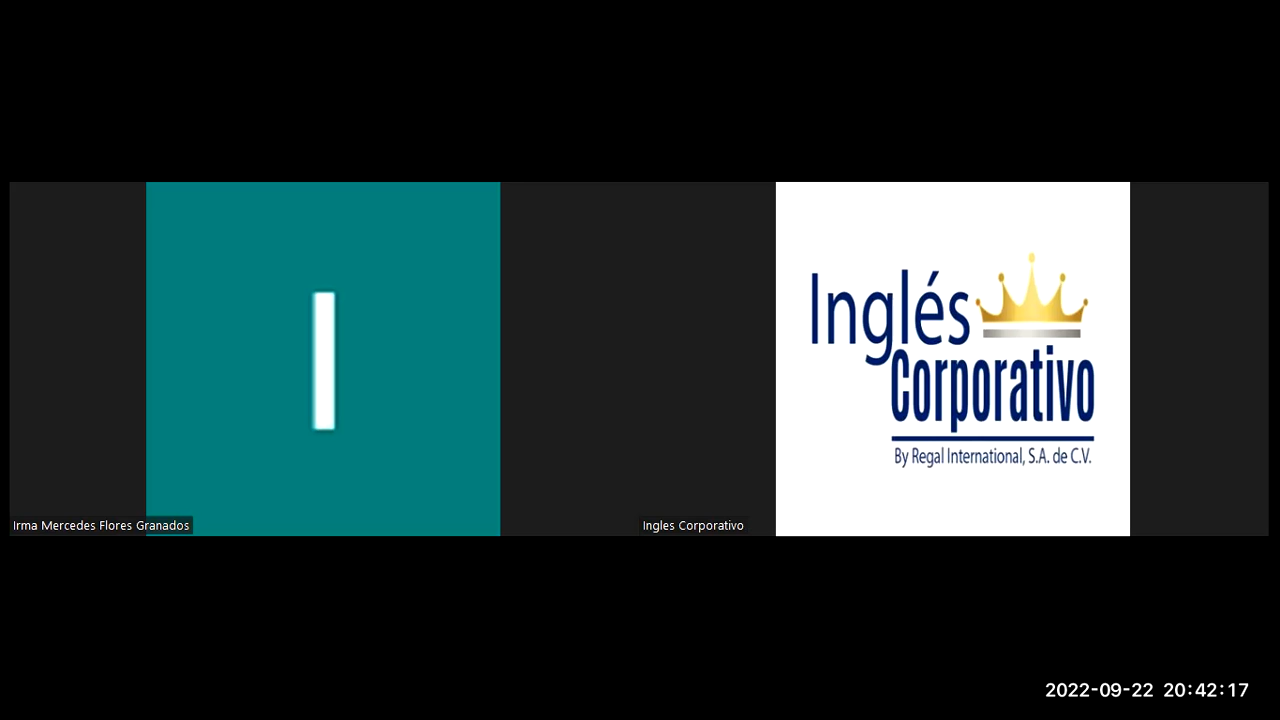 I
Inglés
Corporativo
By Regal International, S.A. de C.V.
Irma Mercedes Flores Granados
Ingles Corporativo
2022-09-22 20:42:17